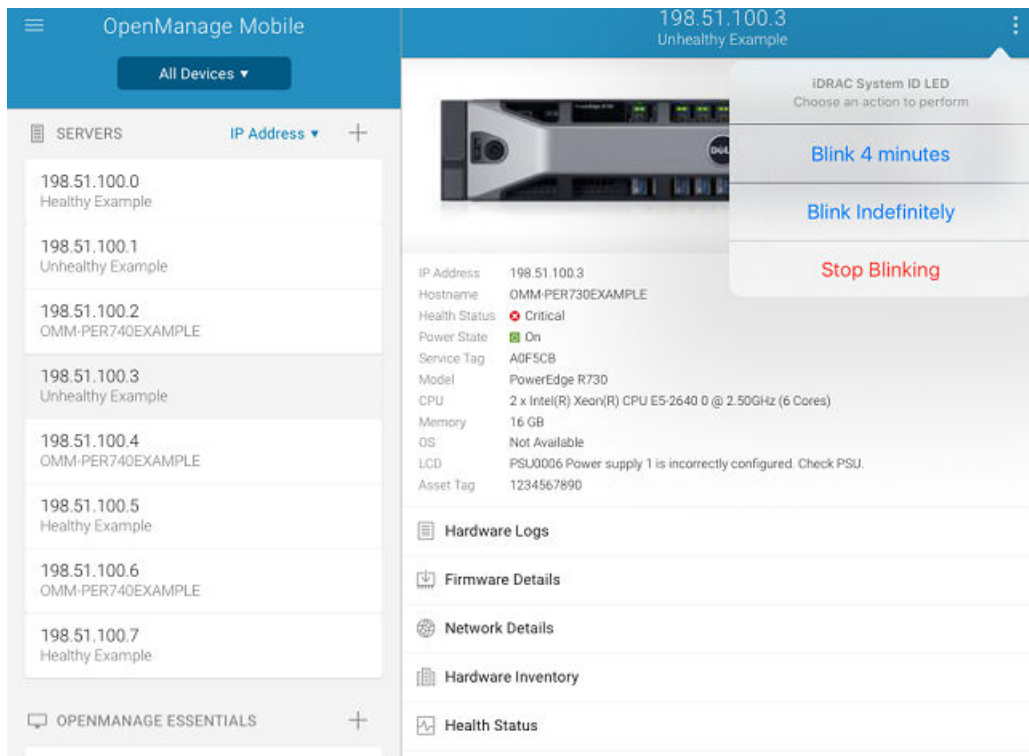 OpenManage Mobile
All Devices ▼
SERVERS IP Address ▼
198.51.100.0
Healthy Example
198.51.100.1
Unhealthy Example
198.51.100.2
OMM-PER740EXAMPLE
198.51.100.3
Unhealthy Example
198.51.100.4
OMM-PER740EXAMPLE
198.51.100.5
Healthy Example
198.51.100.6
OMM-PER740EXAMPLE
198.51.100.7
Healthy Example
OPENMANAGE ESSENTIALS
198.51.100.3
Unhealthy Example
iDRAC System ID LED
Choose an action to perform
Blink 4 minutes
Blink Indefinitely
Stop Blinking
IP Address 198.51.100.3
Hostname OMM-PER730EXAMPLE
Health Status Critical
Power State On
Service Tag A0F5CB
Model PowerEdge R730
CPU 2 x Intel(R) Xeon(R) CPU E5-2640 0 @ 2.50GHz (6 Cores)
Memory 16 GB
OS Not Available
LCD PSU0006 Power supply 1 is incorrectly configured. Check PSU.
Asset Tag 1234567890
Hardware Logs
Firmware Details
Network Details
Hardware Inventory
Health Status